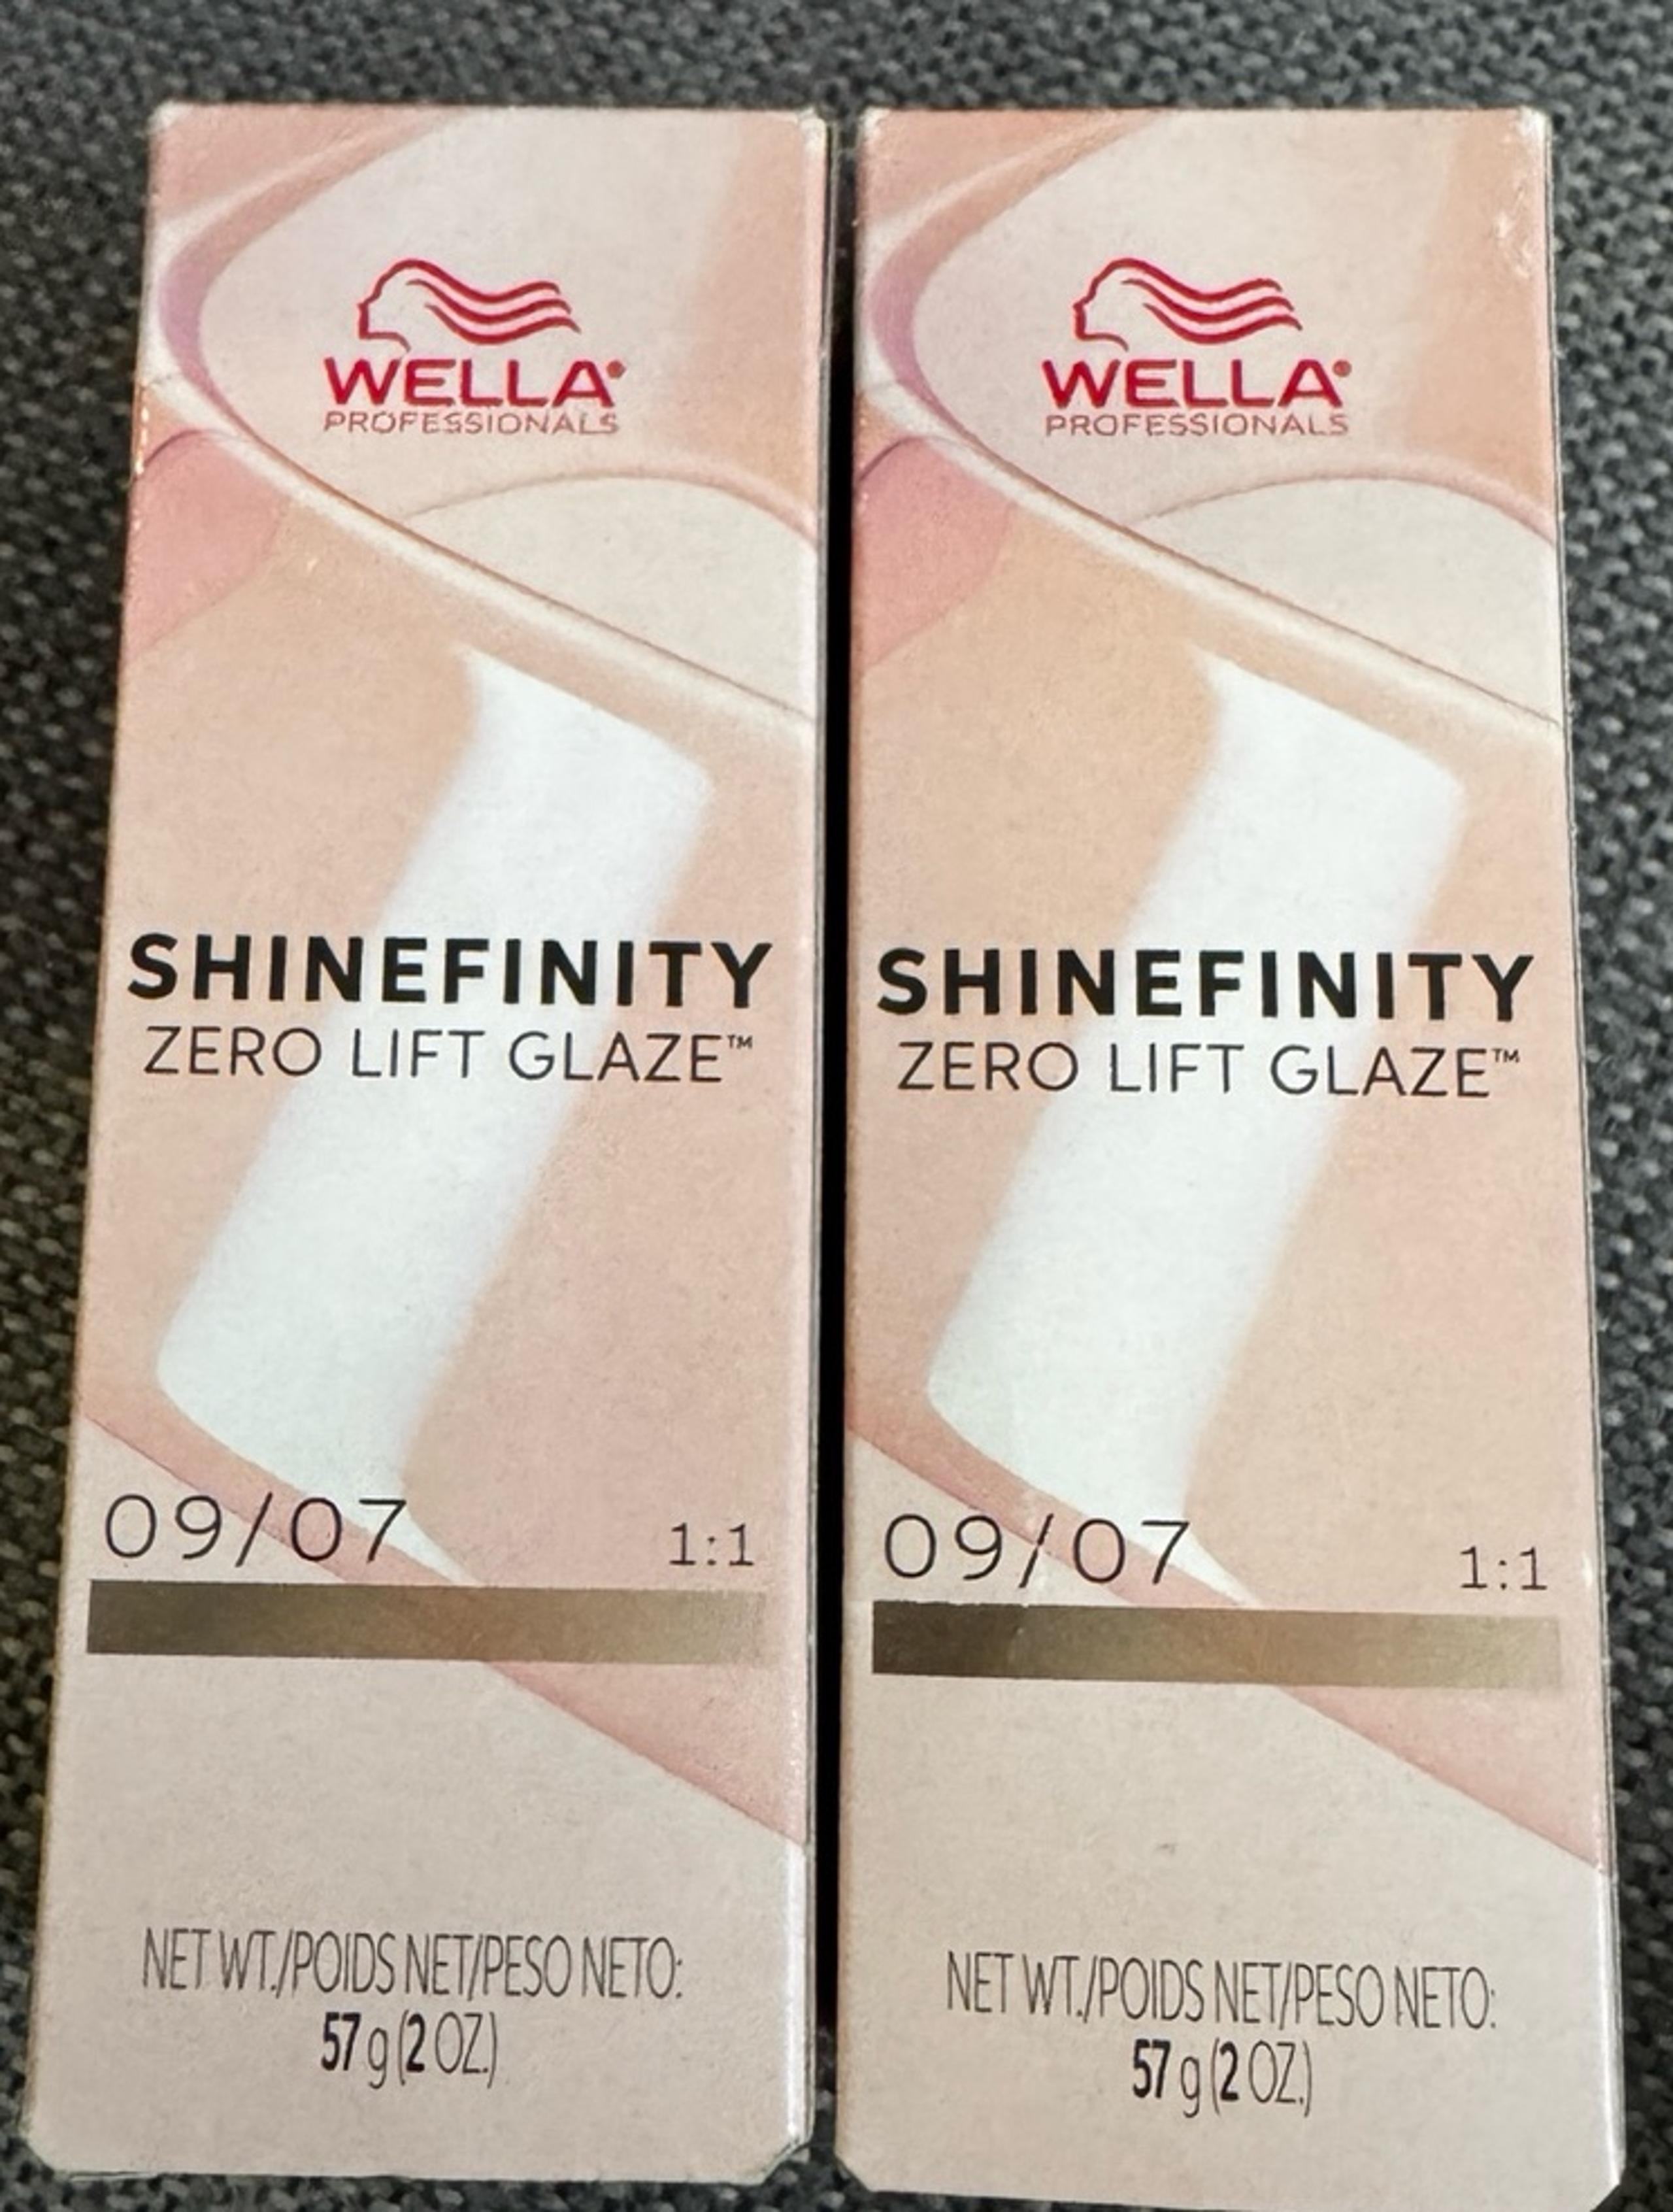 WELLA®
PROFESSIONALS
SHINEFINITY
ZERO LIFT GLAZE™
09/07 1:1
NET WT./POIDS NET/PESO NETO:
57 g (2 OZ.)
WELLA®
PROFESSIONALS
SHINEFINITY
ZERO LIFT GLAZE™
09/07 1:1
NET WT./POIDS NET/PESO NETO:
57 g (2 OZ.)